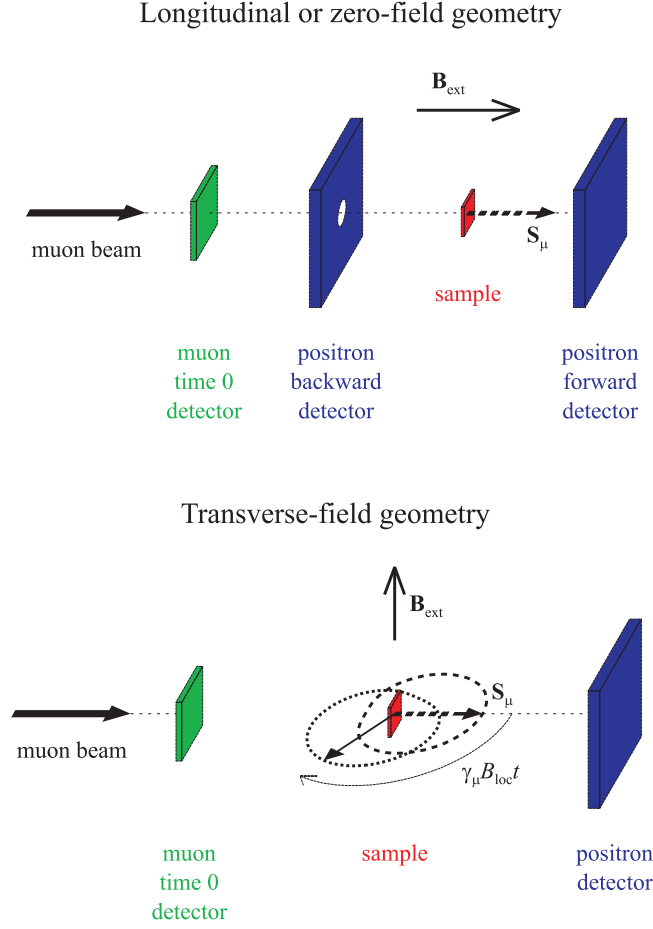 Longitudinal or zero-field geometry
B_ext
muon beam
S_μ
sample
muon
time 0
detector
positron
backward
detector
positron
forward
detector
Transverse-field geometry
B_ext
S_μ
muon beam
γ_μB_loc t
sample
muon
time 0
detector
positron
detector